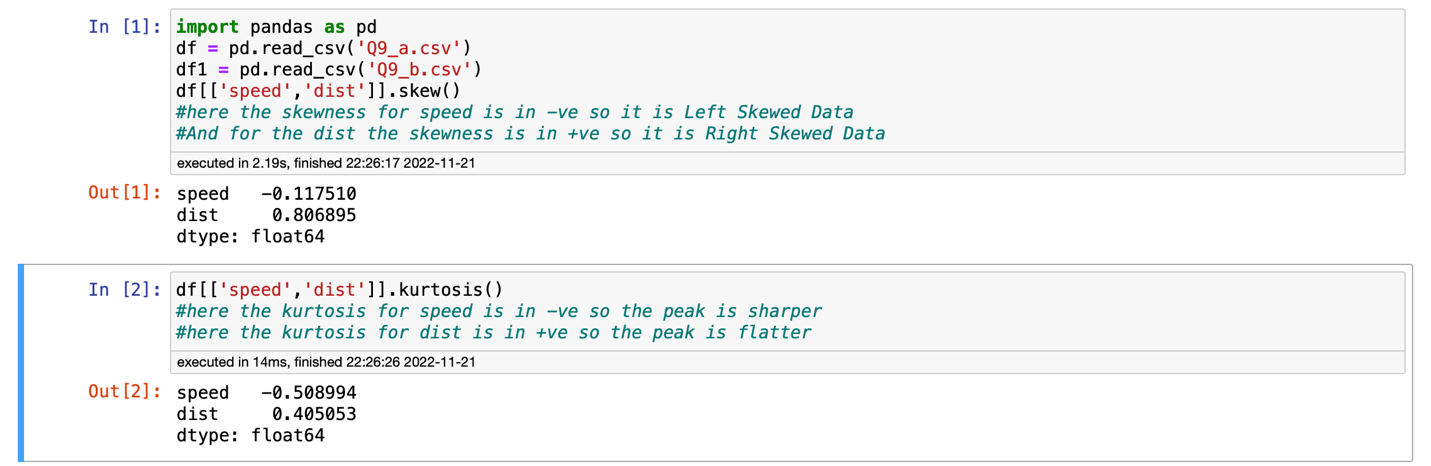 In [1]: import pandas as pd
df = pd.read_csv('Q9_a.csv')
df1 = pd.read_csv('Q9_b.csv')
df[['speed','dist']].skew()
#here the skewness for speed is in -ve so it is Left Skewed Data
#And for the dist the skewness is in +ve so it is Right Skewed Data
executed in 2.19s, finished 22:26:17 2022-11-21
Out[1]: speed   -0.117510
dist     0.806895
dtype: float64
In [2]: df[['speed','dist']].kurtosis()
#here the kurtosis for speed is in -ve so the peak is sharper
#here the kurtosis for dist is in +ve so the peak is flatter
executed in 14ms, finished 22:26:26 2022-11-21
Out[2]: speed   -0.508994
dist     0.405053
dtype: float64